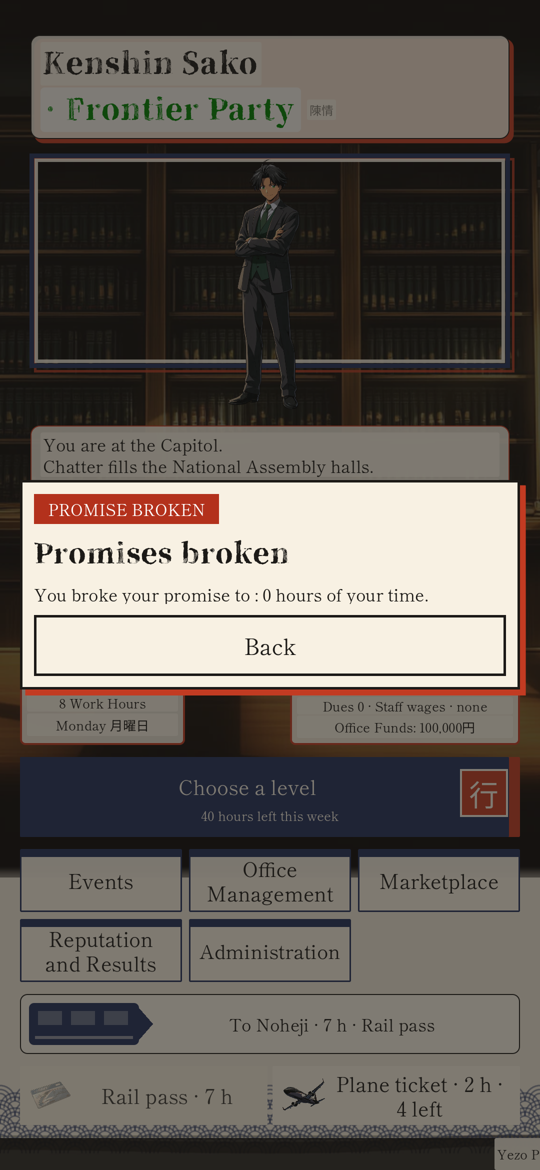 Kenshin Sako
· Frontier Party 陳情
You are at the Capitol.
Chatter fills the National Assembly halls.
PROMISE BROKEN
Promises broken
You broke your promise to : 0 hours of your time.
Back
8 Work Hours
Monday 月曜日
Dues 0 · Staff wages · none
Office Funds: 100,000円
Choose a level
40 hours left this week
行
Events
Office
Management
Marketplace
Reputation
and Results
Administration
To Noheji · 7 h · Rail pass
Rail pass · 7 h
Plane ticket · 2 h ·
4 left
Yezo P